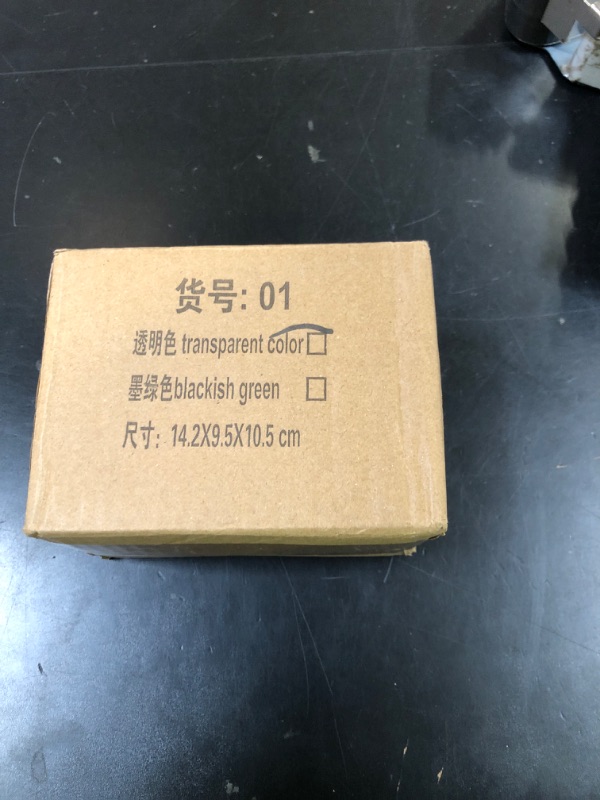 货号: 01
透明色 transparent color□
墨绿色blackish green □
尺寸：14.2X9.5X10.5 cm